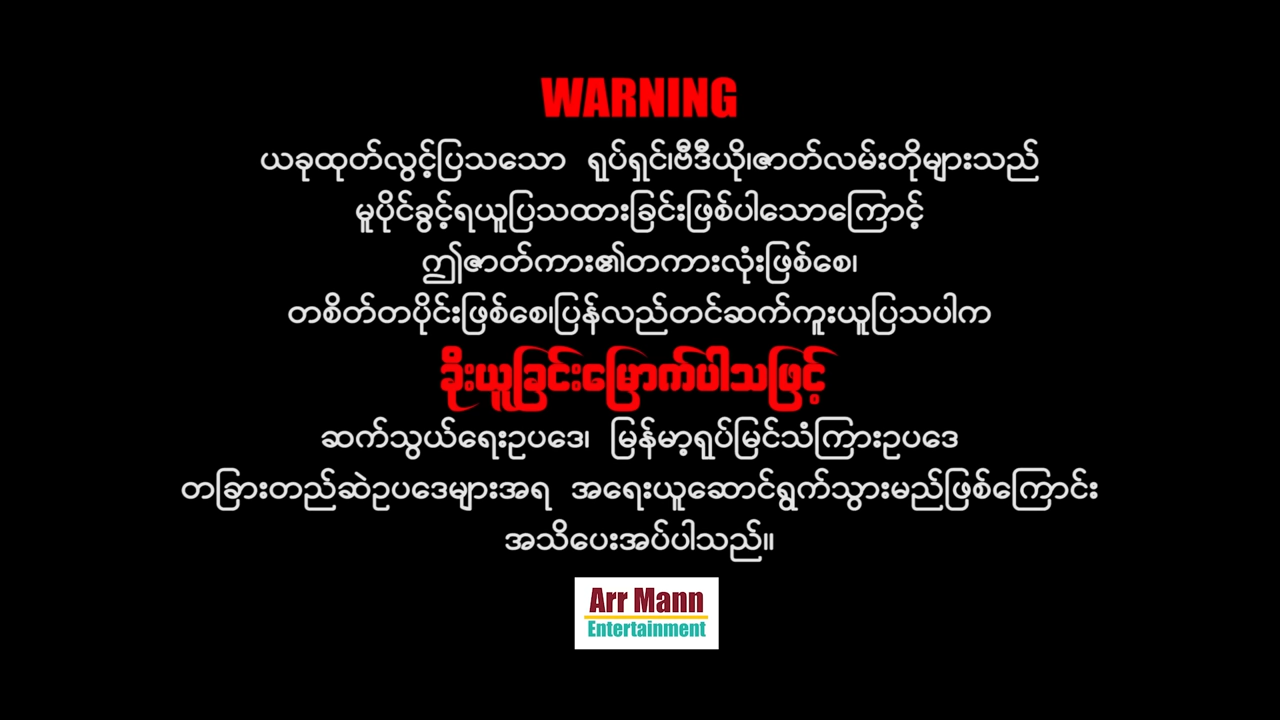 WARNING
ယခုထုတ်လွင့်ပြသသော ရုပ်ရှင်၊ဗီဒီယို၊ဇာတ်လမ်းတိုများသည်
မူပိုင်ခွင့်ရယူပြသထားခြင်းဖြစ်ပါသောကြောင့်
ဤဇာတ်ကား၏တကားလုံးဖြစ်စေ၊
တစိတ်တပိုင်းဖြစ်စေ၊ပြန်လည်တင်ဆက်ကူးယူပြသပါက
ခိုးယူခြင်းမြောက်ပါသဖြင့်
ဆက်သွယ်ရေးဥပဒေ၊ မြန်မာ့ရုပ်မြင်သံကြားဥပဒေ
တခြားတည်ဆဲဥပဒေများအရ အရေးယူဆောင်ရွက်သွားမည်ဖြစ်ကြောင်း
အသိပေးအပ်ပါသည်။
Arr Mann
Entertainment